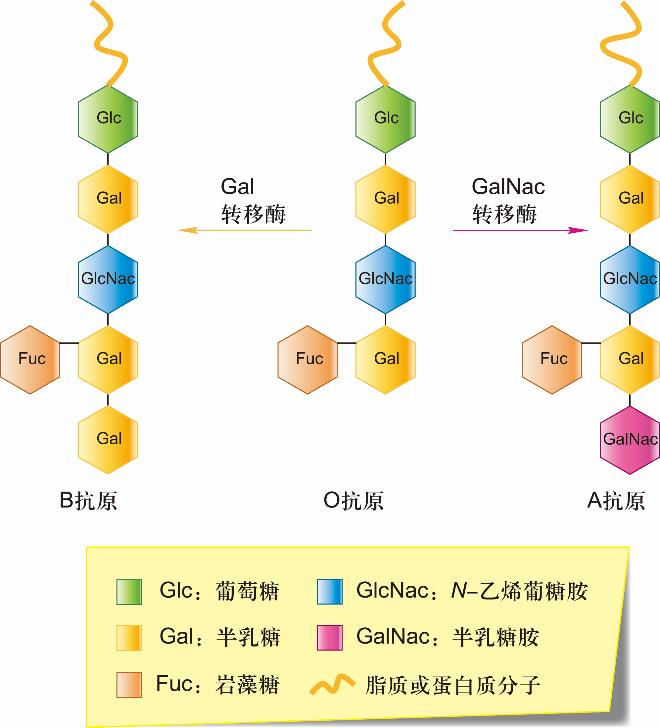 Glc
Glc
Glc
Gal
Gal
转移酶
Gal
GalNac
转移酶
Gal
GlcNac
GlcNac
GlcNac
Fuc
Gal
Fuc
Gal
Fuc
Gal
Gal
GalNac
B抗原
O抗原
A抗原
Glc：葡萄糖
GlcNac：N–乙烯葡糖胺
Gal：半乳糖
GalNac：半乳糖胺
Fuc：岩藻糖
脂质或蛋白质分子